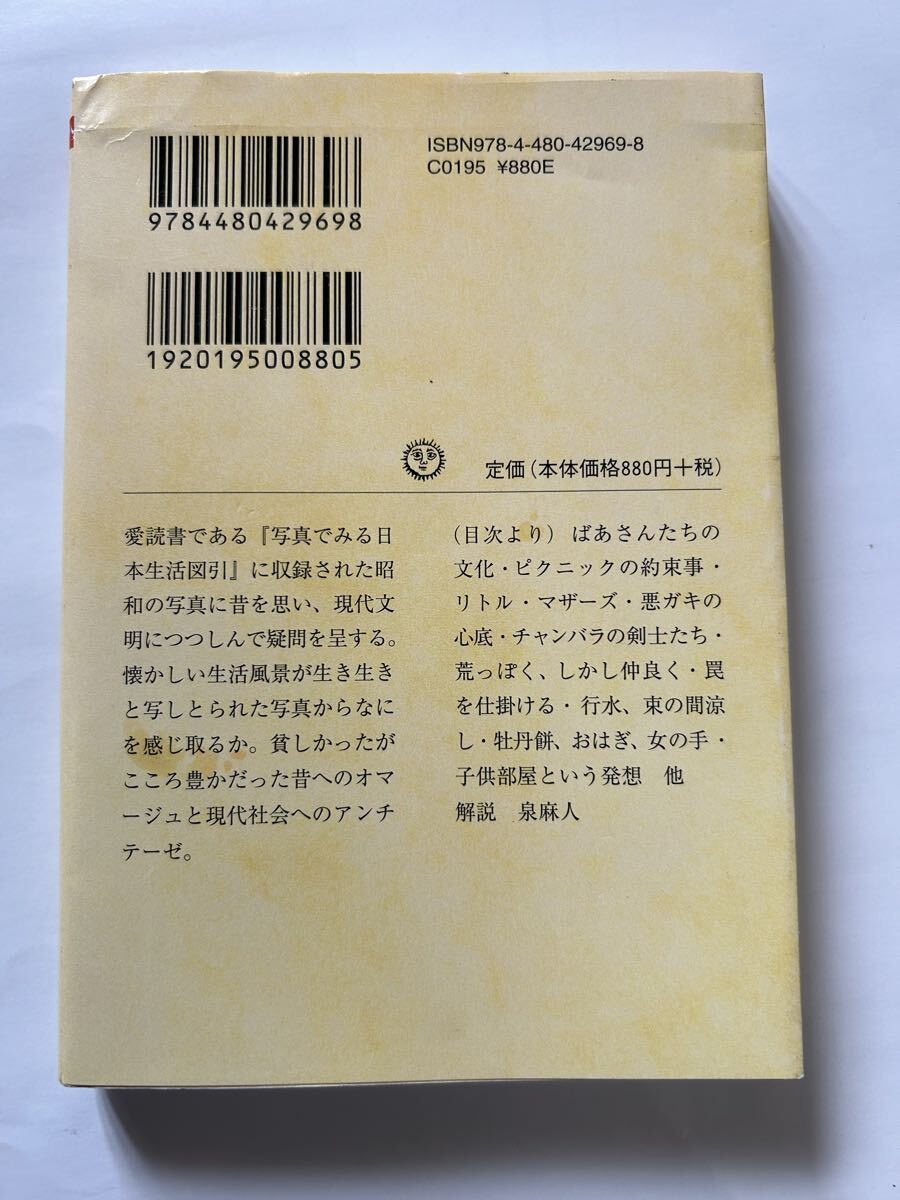 ISBN978-4-480-42969-8
C0195 ¥880E
9784480429698
1920195008805
定価(本体価格880円+税)
愛読書である『写真でみる日
本生活図引』に収録された昭
和の写真に昔を思い、現代文
明につつしんで疑問を呈する。
懐かしい生活風景が生き生き
と写しとられた写真からなに
を感じ取るか。貧しかったが
こころ豊かだった昔へのオマ
ージュと現代社会へのアンチ
テーゼ。
(目次より) ばあさんたちの
文化・ピクニックの約束事・
リトル・マザーズ・悪ガキの
心底・チャンバラの剣士たち・
荒っぽく、しかし仲良く・罠
を仕掛ける・行水、束の間涼
し・牡丹餅、おはぎ、女の手・
子供部屋という発想 他
解説 泉麻人